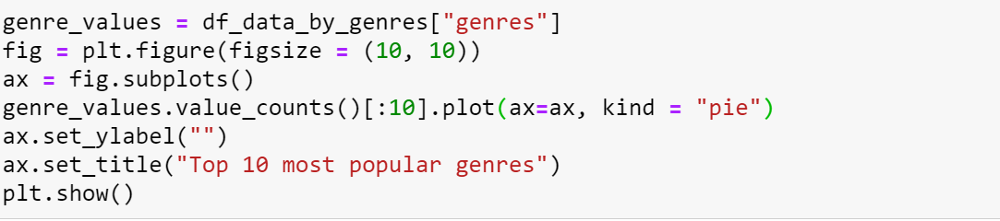 genre_values = df_data_by_genres["genres"]
fig = plt.figure(figsize = (10, 10))
ax = fig.subplots()
genre_values.value_counts()[:10].plot(ax=ax, kind = "pie")
ax.set_ylabel("")
ax.set_title("Top 10 most popular genres")
plt.show()